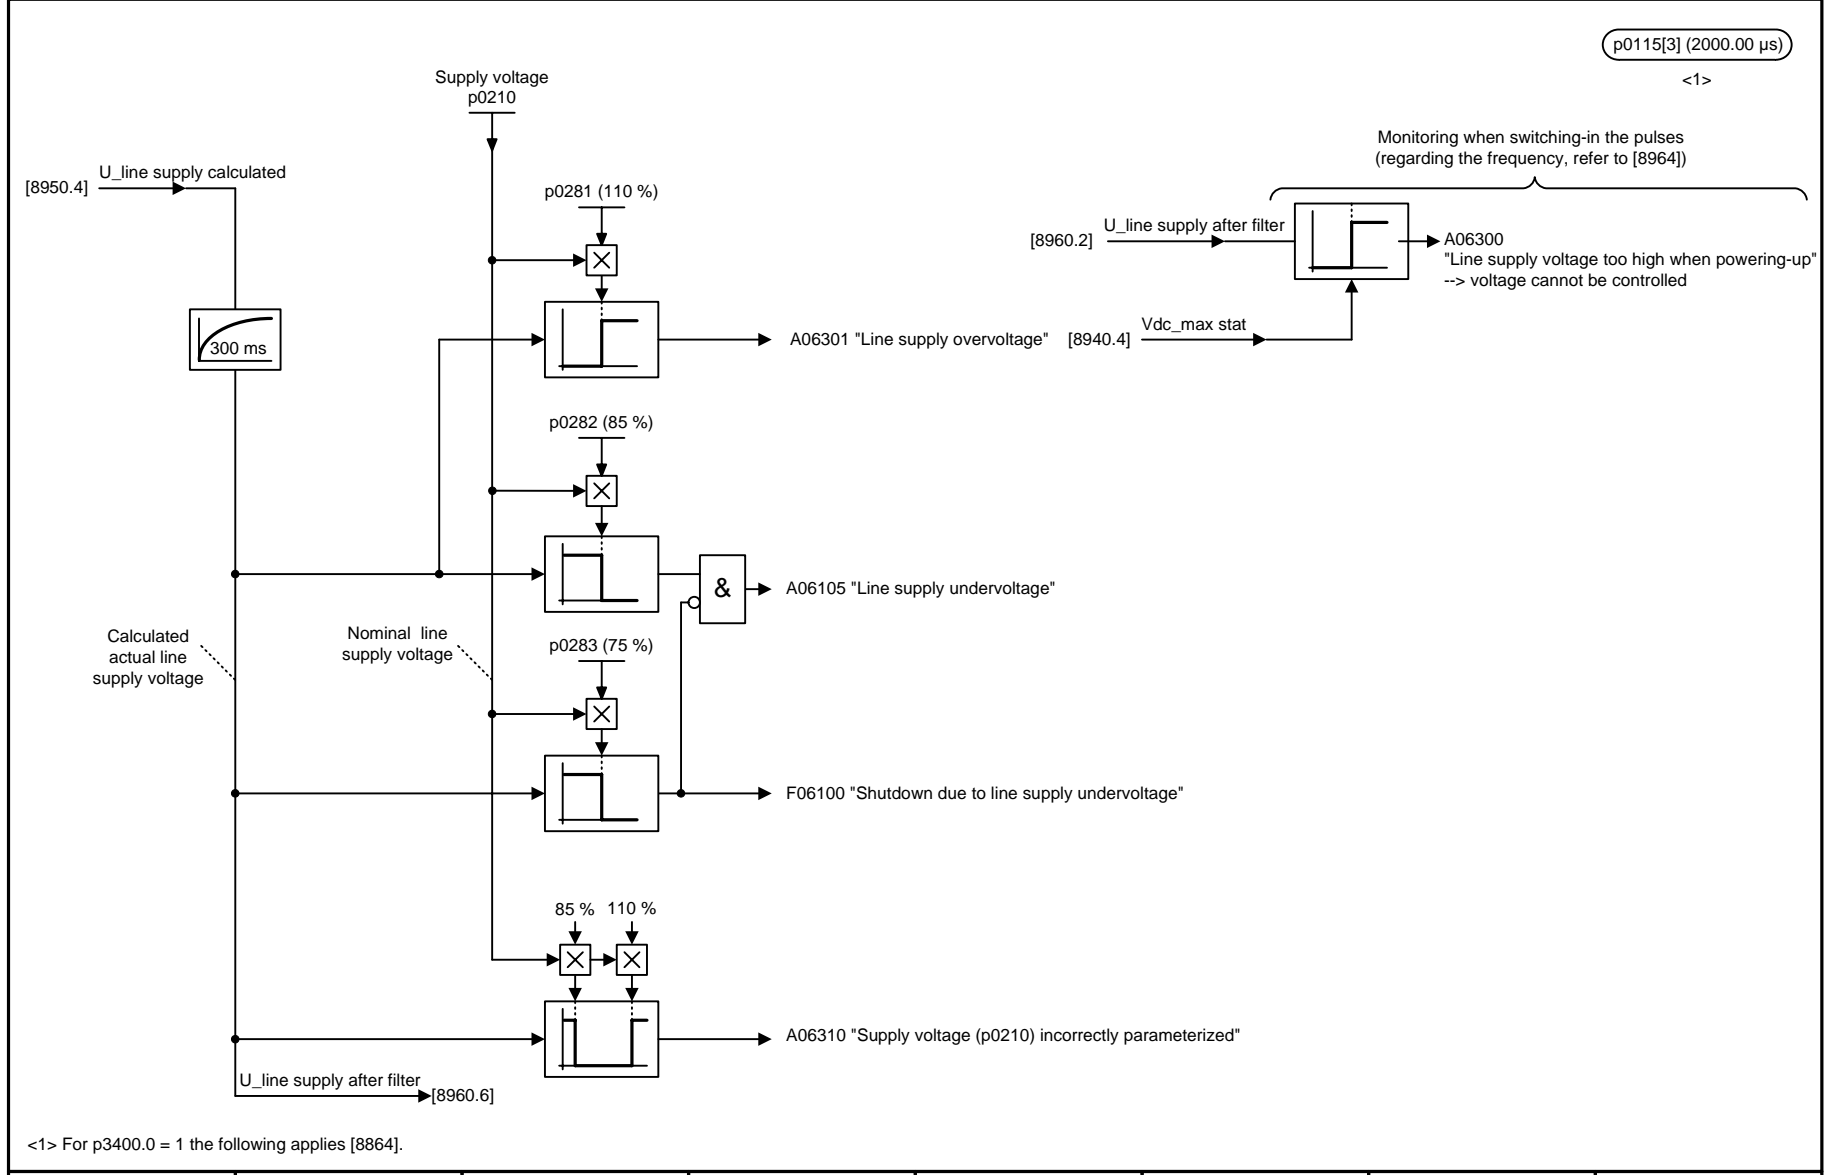 p0115[3] (2000.00 µs)
<1>
Supply voltage
p0210
Monitoring when switching-in the pulses
(regarding the frequency, refer to [8964])
U_line supply calculated
[8950.4]
p0281 (110 %)
U_line supply after filter
[8960.2]
A06300
"Line supply voltage too high when powering-up"
--> voltage cannot be controlled
300 ms
A06301 "Line supply overvoltage"
Vdc_max stat
[8940.4]
p0282 (85 %)
&
A06105 "Line supply undervoltage"
Calculated
actual line
supply voltage
Nominal line
supply voltage
p0283 (75 %)
F06100 "Shutdown due to line supply undervoltage"
85 %
110 %
A06310 "Supply voltage (p0210) incorrectly parameterized"
U_line supply after filter
[8960.6]
<1> For p3400.0 = 1 the following applies [8864].